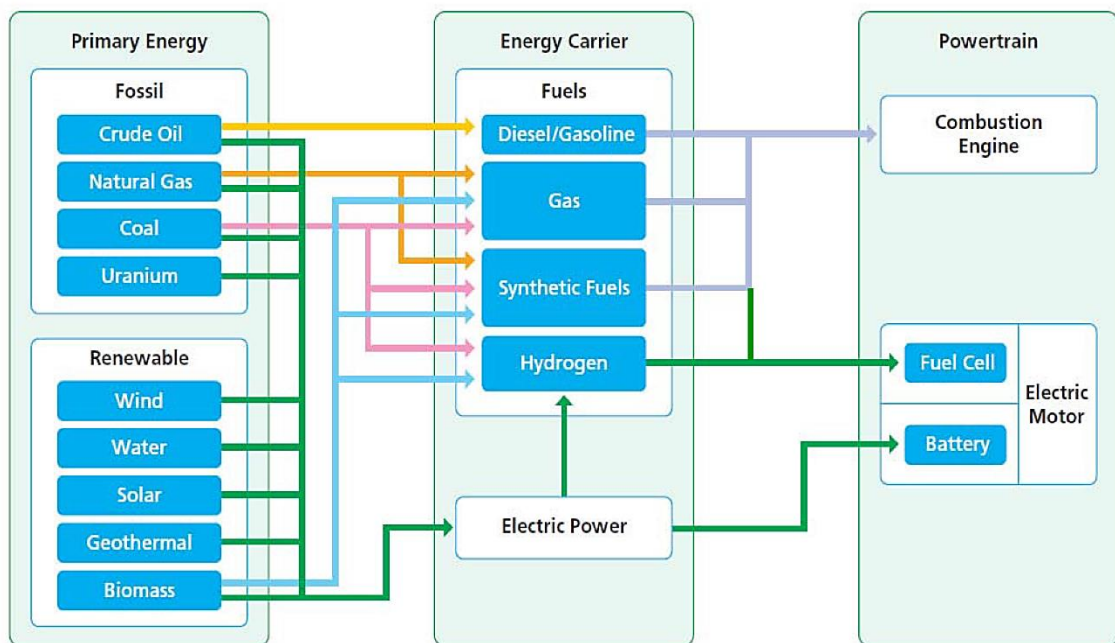 Primary Energy
Fossil
Crude Oil
Natural Gas
Coal
Uranium
Renewable
Wind
Water
Solar
Geothermal
Biomass
Energy Carrier
Fuels
Diesel/Gasoline
Gas
Synthetic Fuels
Hydrogen
Electric Power
Powertrain
Combustion
Engine
Fuel Cell
Battery
Electric
Motor